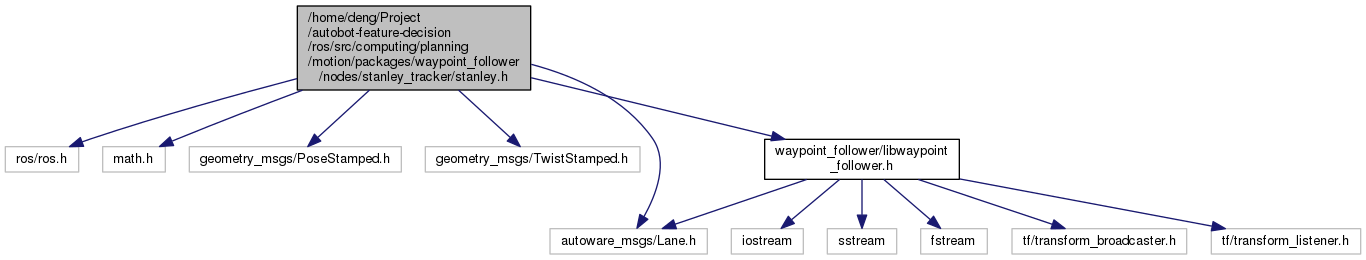 /home/deng/Project
/autobot-feature-decision
/ros/src/computing/planning
/motion/packages/waypoint_follower
/nodes/stanley_tracker/stanley.h
ros/ros.h
math.h
geometry_msgs/PoseStamped.h
geometry_msgs/TwistStamped.h
waypoint_follower/libwaypoint
_follower.h
autoware_msgs/Lane.h
iostream
sstream
fstream
tf/transform_broadcaster.h
tf/transform_listener.h